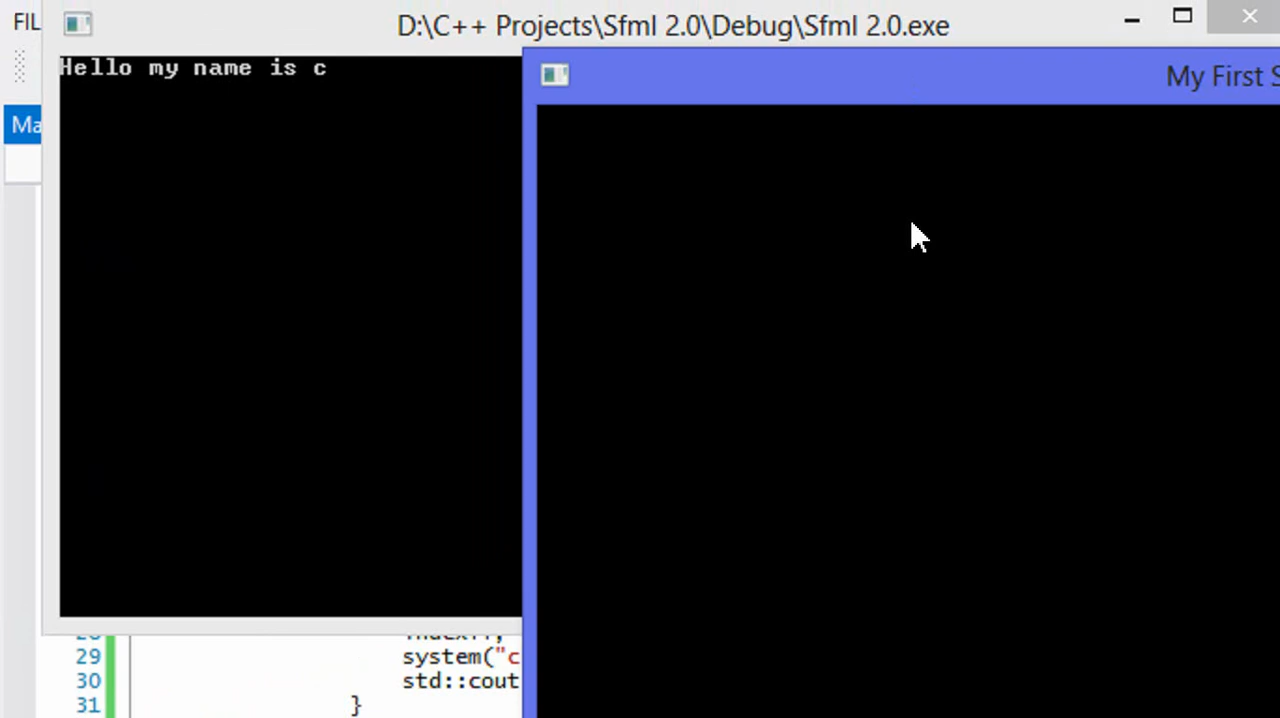 FIL
D:\C++ Projects\Sfml 2.0\Debug\Sfml 2.0.exe
My First S
Hello my name is c
Ma
29 system("c
30 std::cout
31 }